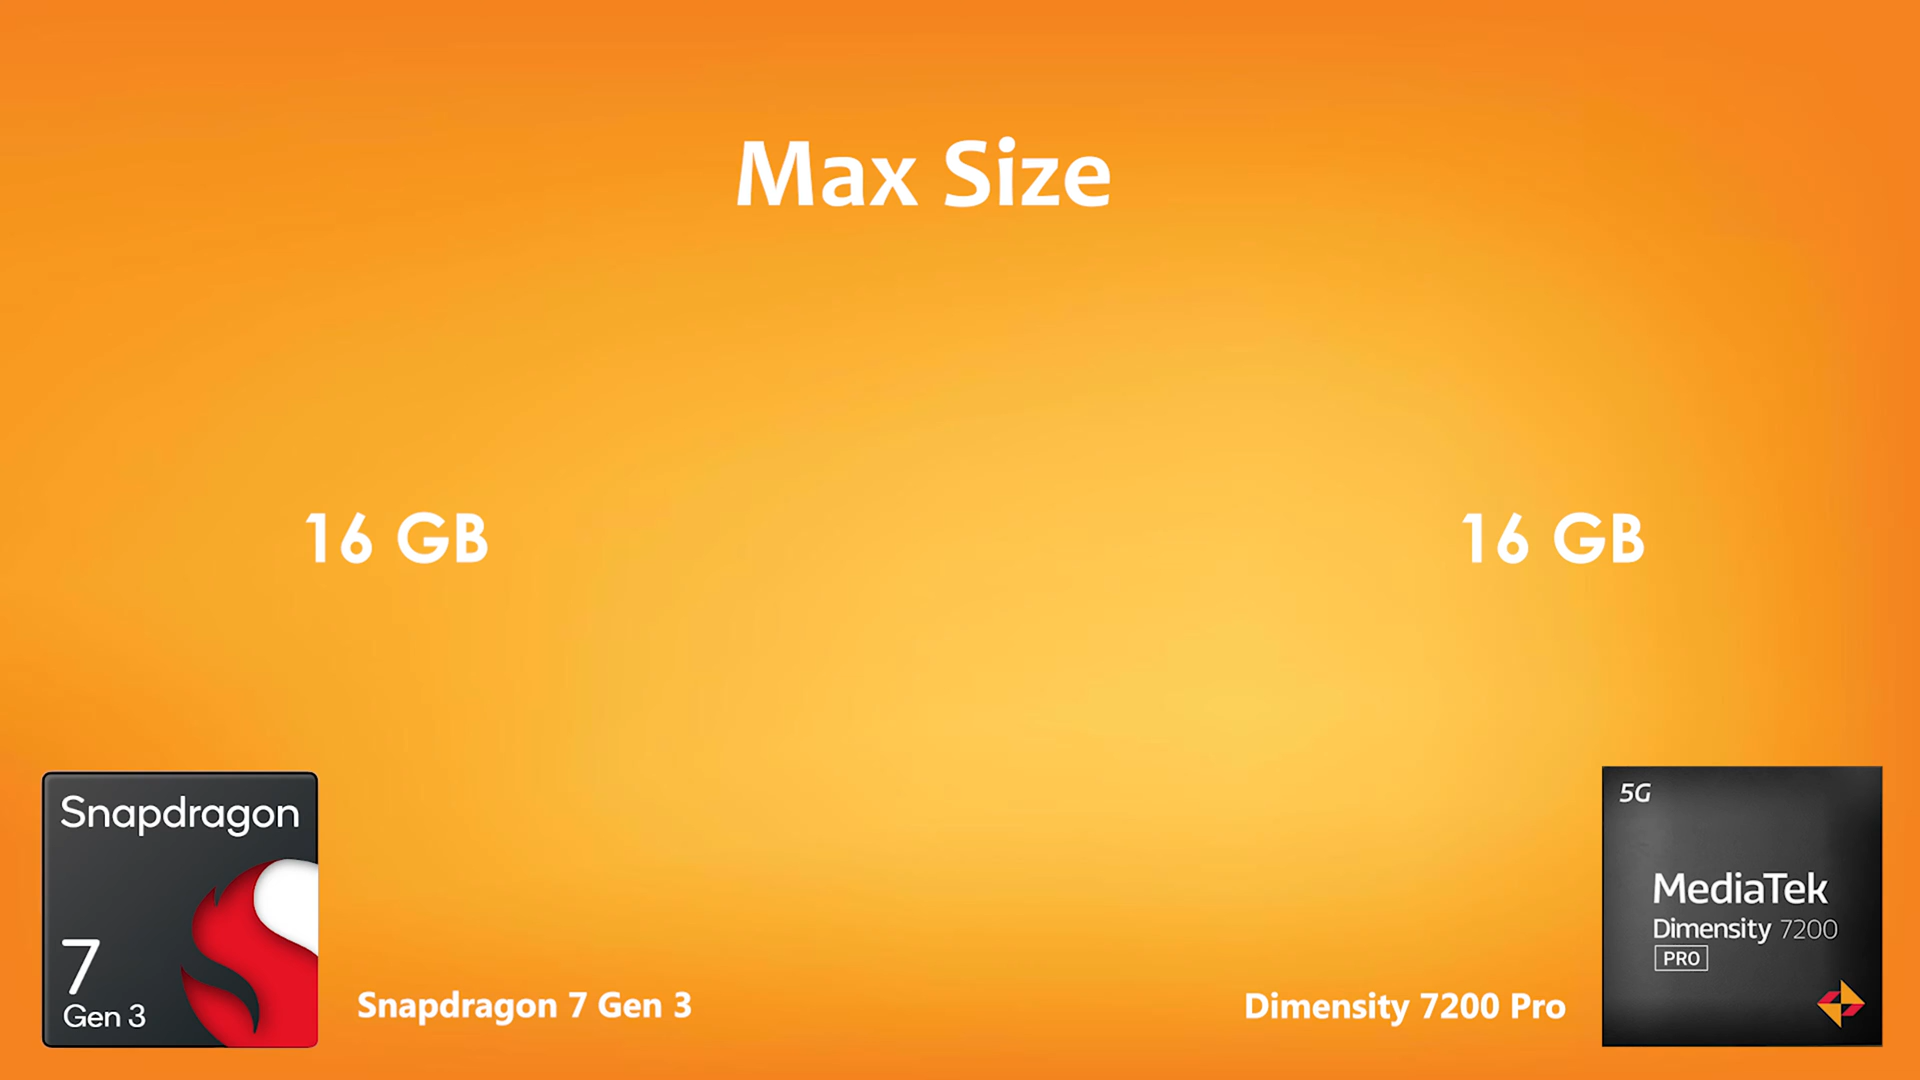 Max Size
16 GB
16 GB
Snapdragon
7
Gen 3
Snapdragon 7 Gen 3
Dimensity 7200 Pro
5G
MediaTek
Dimensity 7200
PRO